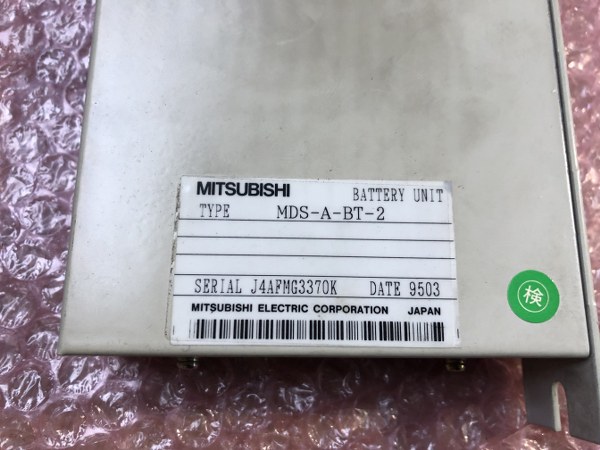 MITSUBISHI BATTERY UNIT
TYPE MDS-A-BT-2
SERIAL J4AFMG3370K DATE 9503
MITSUBISHI ELECTRIC CORPORATION JAPAN
検